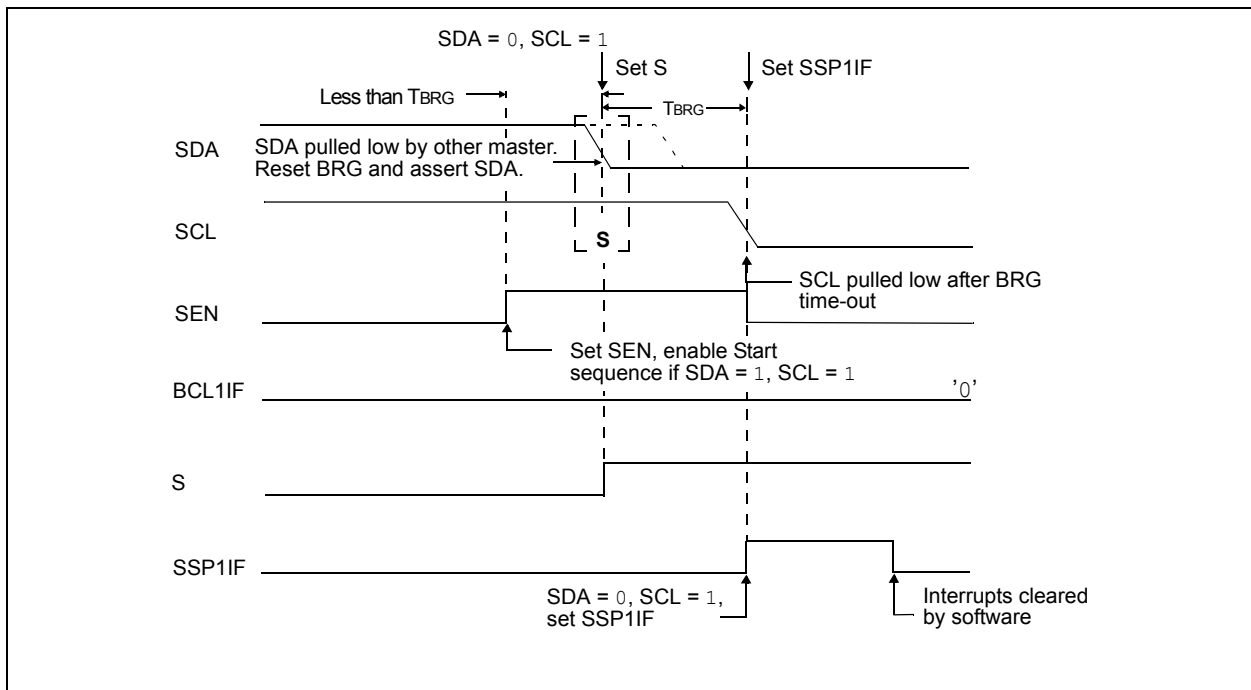 SDA = 0, SCL = 1
Set S
Set SSP1IF
Less than TBRG
TBRG
SDA
SDA pulled low by other master.
Reset BRG and assert SDA.
SCL
S
SCL pulled low after BRG
time-out
SEN
Set SEN, enable Start
sequence if SDA = 1, SCL = 1
BCL1IF
'0'
S
SSP1IF
SDA = 0, SCL = 1,
set SSP1IF
Interrupts cleared
by software